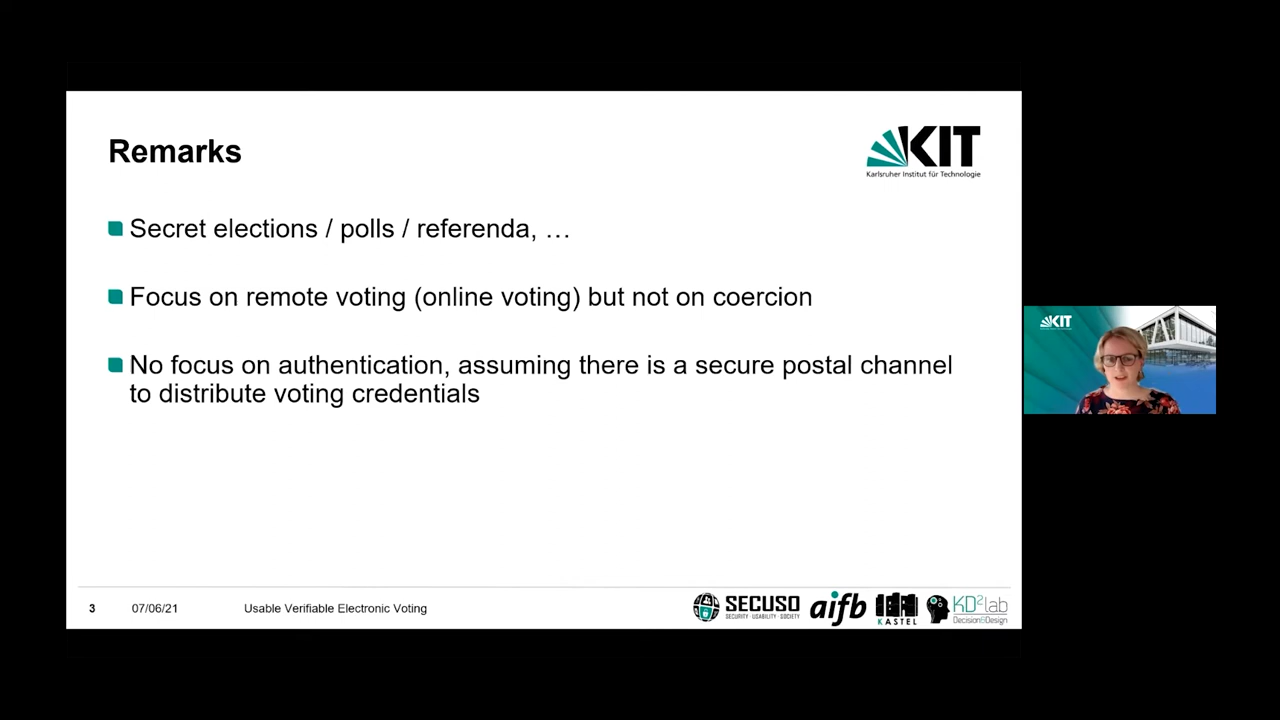 Remarks
KIT
Karlsruher Institut für Technologie
Secret elections / polls / referenda, …
Focus on remote voting (online voting) but not on coercion
No focus on authentication, assuming there is a secure postal channel
to distribute voting credentials
KIT
3
07/06/21
Usable Verifiable Electronic Voting
SECUSO
SECURITY · USABILITY · SOCIETY
aifb
KASTEL
KD²lab
Decision&Design